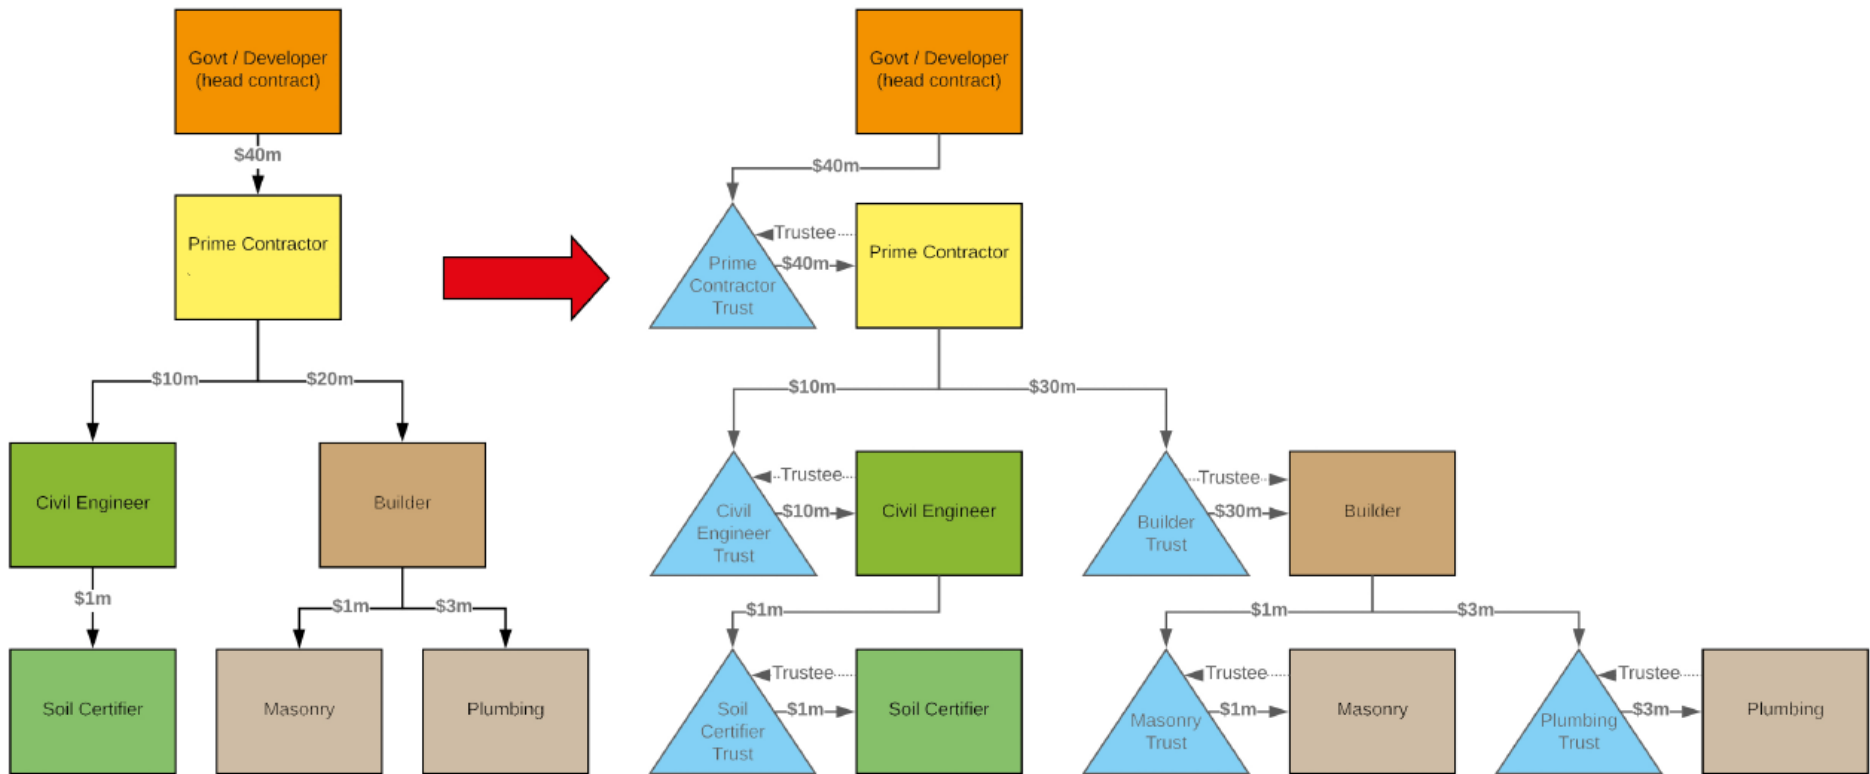 Govt / Developer
(head contract)
$40m
Prime Contractor
$10m
$20m
Civil Engineer
Builder
$1m
$1m
$3m
Soil Certifier
Masonry
Plumbing
Govt / Developer
(head contract)
$40m
Trustee
Prime Contractor
$40m
Prime
Contractor
Trust
$10m
$30m
Trustee
$10m
Civil
Engineer
Trust
Civil Engineer
Trustee
$30m
Builder
Trust
Builder
$1m
$1m
$3m
Trustee
$1m
Soil
Certifier
Trust
Soil Certifier
Trustee
$1m
Masonry
Trust
Masonry
Trustee
$3m
Plumbing
Trust
Plumbing